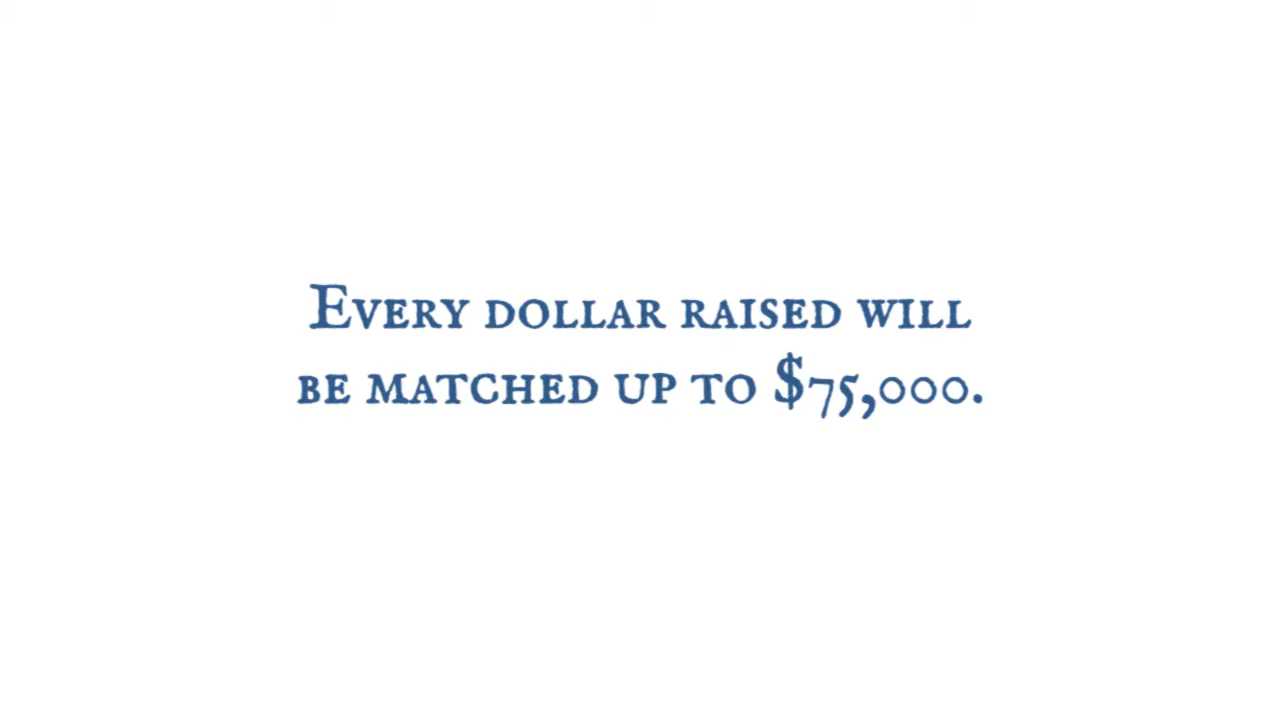 Every dollar raised will
be matched up to $75,000.